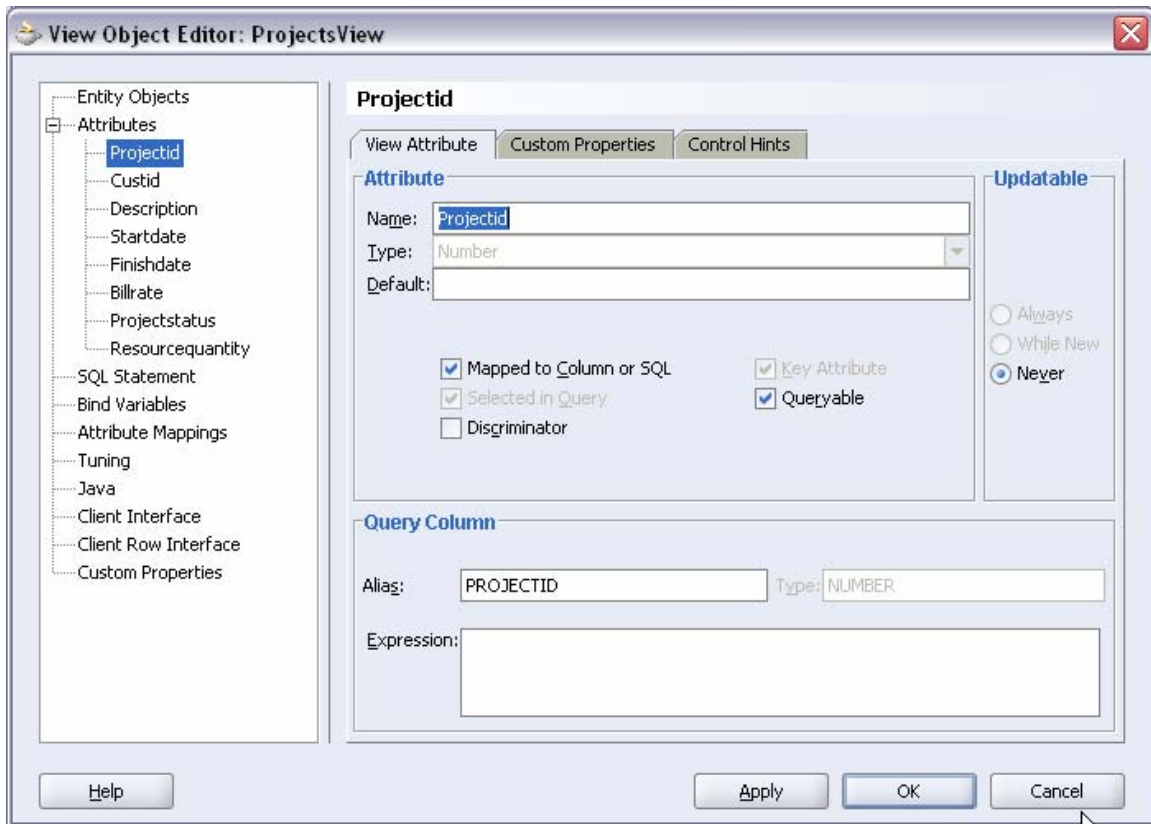 View Object Editor: ProjectsView
Entity Objects
Attributes
Projectid
Custid
Description
Startdate
Finishdate
Billrate
Projectstatus
Resourcequantity
SQL Statement
Bind Variables
Attribute Mappings
Tuning
Java
Client Interface
Client Row Interface
Custom Properties
Projectid
View Attribute Custom Properties Control Hints
Attribute
Name: Projectid
Type: Number
Default:
Mapped to Column or SQL Key Attribute
Selected in Query Queryable
Discriminator
Updatable
Always
While New
Never
Query Column
Alias: PROJECTID Type: NUMBER
Expression:
Help Apply OK Cancel